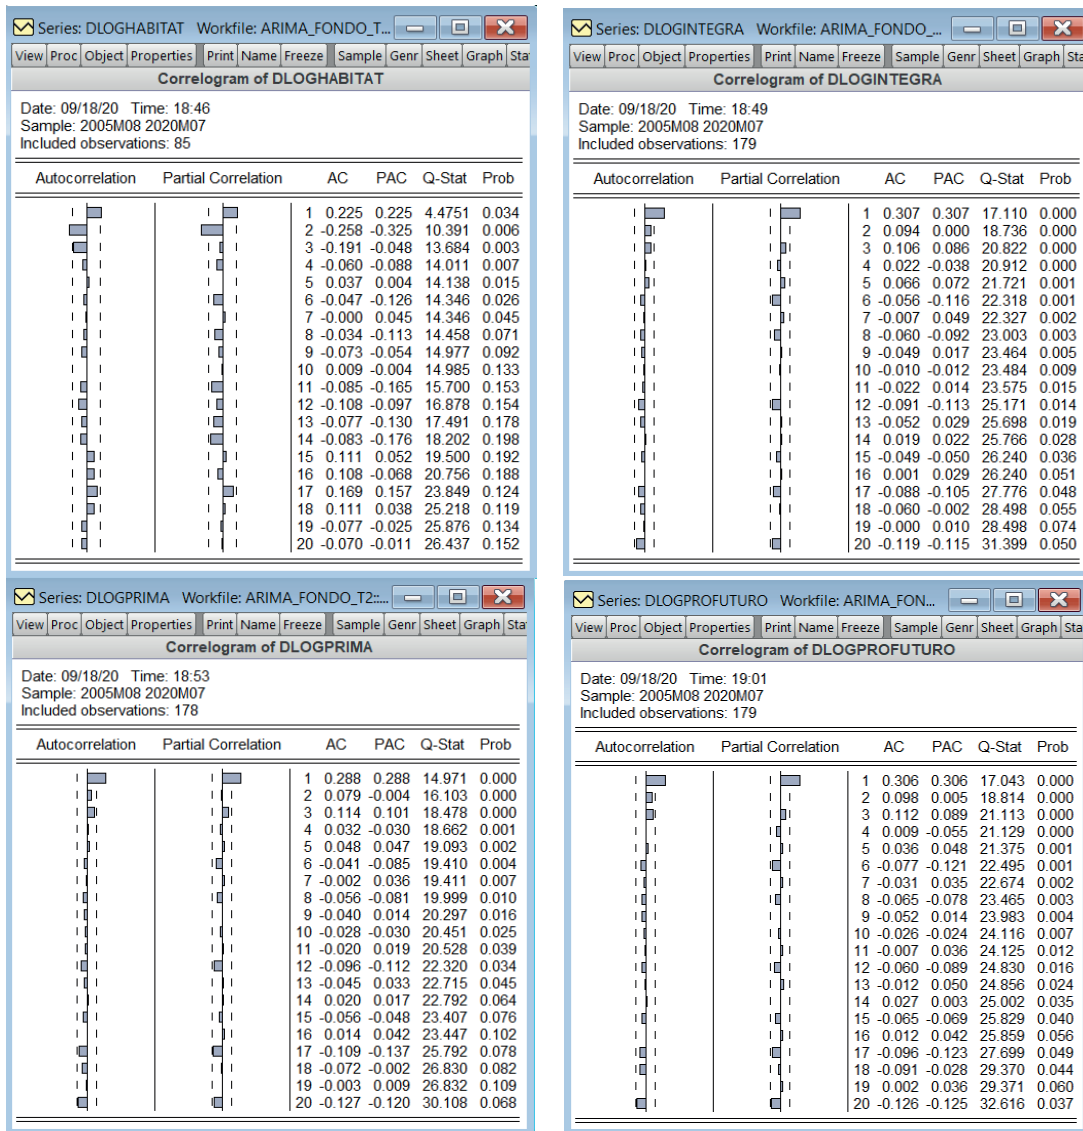 Series: DLOGHABITAT Workfile: ARIMA_FONDO_T...
View Proc Object Properties Print Name Freeze Sample Genr Sheet Graph Sta
Correlogram of DLOGHABITAT
Date: 09/18/20 Time: 18:46
Sample: 2005M08 2020M07
Included observations: 85
Autocorrelation Partial Correlation AC PAC Q-Stat Prob
1 0.225 0.225 4.4751 0.034
2 -0.258 -0.325 10.391 0.006
3 -0.191 -0.048 13.684 0.003
4 -0.060 -0.088 14.011 0.007
5 0.037 0.004 14.138 0.015
6 -0.047 -0.126 14.346 0.026
7 -0.000 0.045 14.346 0.045
8 -0.034 -0.113 14.458 0.071
9 -0.073 -0.054 14.977 0.092
10 0.009 -0.004 14.985 0.133
11 -0.085 -0.165 15.700 0.153
12 -0.108 -0.097 16.878 0.154
13 -0.077 -0.130 17.491 0.178
14 -0.083 -0.176 18.202 0.198
15 0.111 0.052 19.500 0.192
16 0.108 -0.068 20.756 0.188
17 0.169 0.157 23.849 0.124
18 0.111 0.038 25.218 0.119
19 -0.077 -0.025 25.876 0.134
20 -0.070 -0.011 26.437 0.152
Series: DLOGINTEGRA Workfile: ARIMA_FONDO_...
View Proc Object Properties Print Name Freeze Sample Genr Sheet Graph Sta
Correlogram of DLOGINTEGRA
Date: 09/18/20 Time: 18:49
Sample: 2005M08 2020M07
Included observations: 179
Autocorrelation Partial Correlation AC PAC Q-Stat Prob
1 0.307 0.307 17.110 0.000
2 0.094 0.000 18.736 0.000
3 0.106 0.086 20.822 0.000
4 0.022 -0.038 20.912 0.000
5 0.066 0.072 21.721 0.001
6 -0.056 -0.116 22.318 0.001
7 -0.007 0.049 22.327 0.002
8 -0.060 -0.092 23.003 0.003
9 -0.049 0.017 23.464 0.005
10 -0.010 -0.012 23.484 0.009
11 -0.022 0.014 23.575 0.015
12 -0.091 -0.113 25.171 0.014
13 -0.052 0.029 25.698 0.019
14 0.019 0.022 25.766 0.028
15 -0.049 -0.050 26.240 0.036
16 0.001 0.029 26.240 0.051
17 -0.088 -0.105 27.776 0.048
18 -0.060 -0.002 28.498 0.055
19 -0.000 0.010 28.498 0.074
20 -0.119 -0.115 31.399 0.050
Series: DLOGPRIMA Workfile: ARIMA_FONDO_T2::...
View Proc Object Properties Print Name Freeze Sample Genr Sheet Graph Sta
Correlogram of DLOGPRIMA
Date: 09/18/20 Time: 18:53
Sample: 2005M08 2020M07
Included observations: 178
Autocorrelation Partial Correlation AC PAC Q-Stat Prob
1 0.288 0.288 14.971 0.000
2 0.079 -0.004 16.103 0.000
3 0.114 0.101 18.478 0.000
4 0.032 -0.030 18.662 0.001
5 0.048 0.047 19.093 0.002
6 -0.041 -0.085 19.410 0.004
7 -0.002 0.036 19.411 0.007
8 -0.056 -0.081 19.999 0.010
9 -0.040 0.014 20.297 0.016
10 -0.028 -0.030 20.451 0.025
11 -0.020 0.019 20.528 0.039
12 -0.096 -0.112 22.320 0.034
13 -0.045 0.033 22.715 0.045
14 0.020 0.017 22.792 0.064
15 -0.056 -0.048 23.407 0.076
16 0.014 0.042 23.447 0.102
17 -0.109 -0.137 25.792 0.078
18 -0.072 -0.002 26.830 0.082
19 -0.003 0.009 26.832 0.109
20 -0.127 -0.120 30.108 0.068
Series: DLOGPROFUTURO Workfile: ARIMA_FON...
View Proc Object Properties Print Name Freeze Sample Genr Sheet Graph Sta
Correlogram of DLOGPROFUTURO
Date: 09/18/20 Time: 19:01
Sample: 2005M08 2020M07
Included observations: 179
Autocorrelation Partial Correlation AC PAC Q-Stat Prob
1 0.306 0.306 17.043 0.000
2 0.098 0.005 18.814 0.000
3 0.112 0.089 21.113 0.000
4 0.009 -0.055 21.129 0.000
5 0.036 0.048 21.375 0.001
6 -0.077 -0.121 22.495 0.001
7 -0.031 0.035 22.674 0.002
8 -0.065 -0.078 23.465 0.003
9 -0.052 0.014 23.983 0.004
10 -0.026 -0.024 24.116 0.007
11 -0.007 0.036 24.125 0.012
12 -0.060 -0.089 24.830 0.016
13 -0.012 0.050 24.856 0.024
14 0.027 0.003 25.002 0.035
15 -0.065 -0.069 25.829 0.040
16 0.012 0.042 25.859 0.056
17 -0.096 -0.123 27.699 0.049
18 -0.091 -0.028 29.370 0.044
19 0.002 0.036 29.371 0.060
20 -0.126 -0.125 32.616 0.037